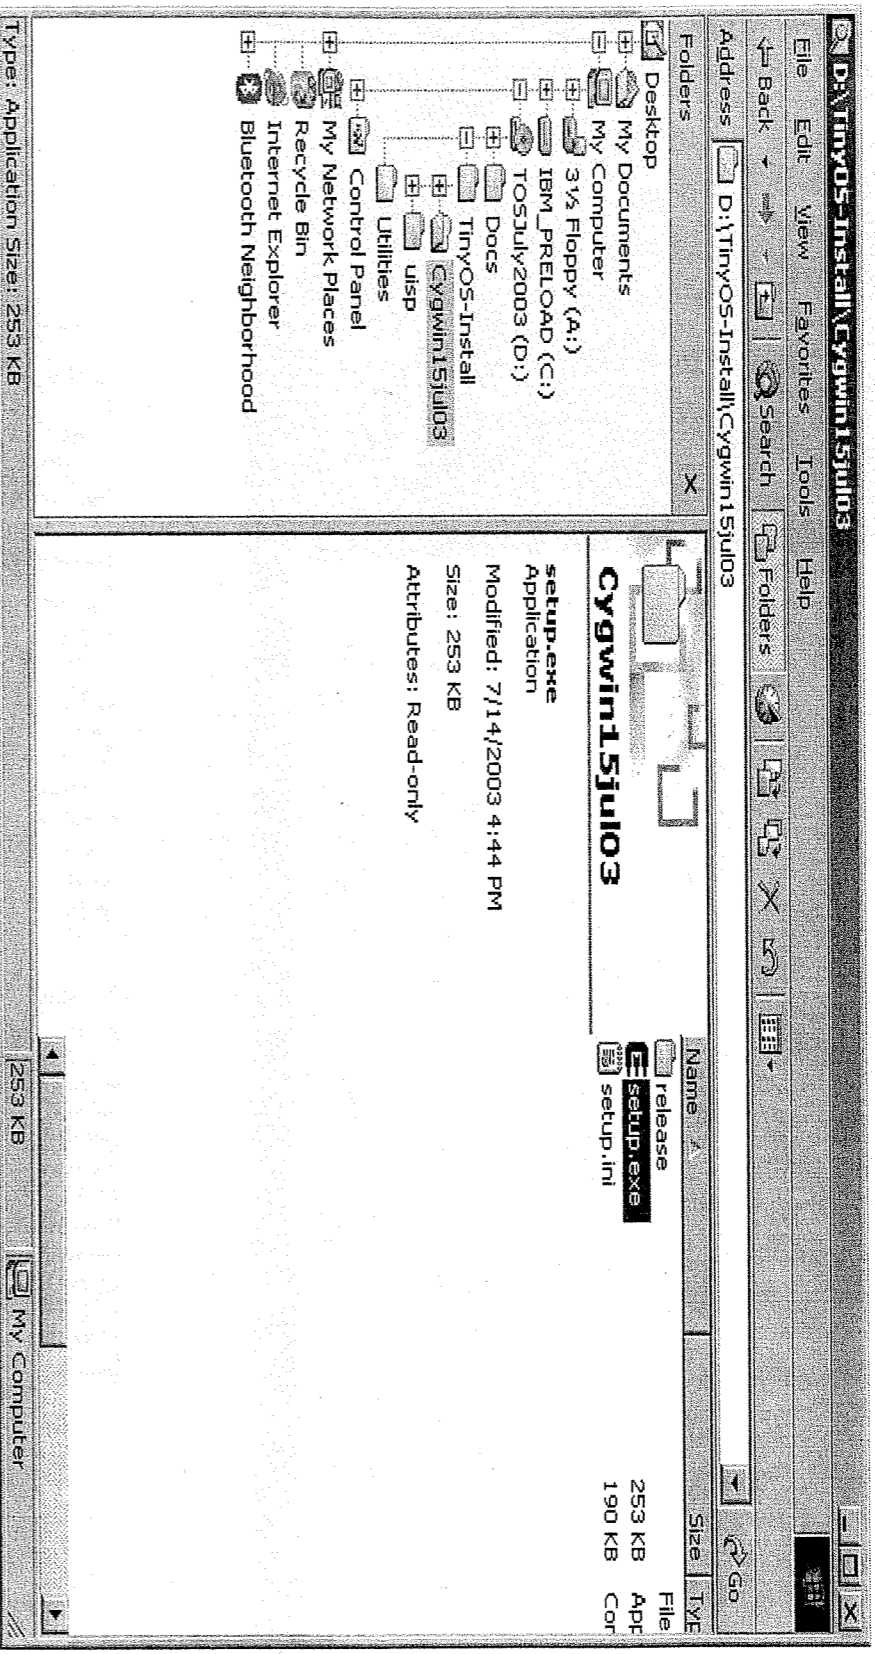 D:\TinyOS-Install\Cygwin15jul03
File Edit View Favorites Tools Help
Back Search Folders
Address D:\TinyOS-Install\Cygwin15jul03 Go
Folders X
Desktop
My Documents
My Computer
3½ Floppy (A:)
IBM_PRELOAD (C:)
TOSJuly2003 (D:)
Docs
TinyOS-Install
Cygwin15jul03
uisp
Utilities
Control Panel
My Network Places
Recycle Bin
Internet Explorer
Bluetooth Neighborhood
Cygwin15jul03
setup.exe
Application
Modified: 7/14/2003 4:44 PM
Size: 253 KB
Attributes: Read-only
Name Size Typ
release File
setup.exe 253 KB App
setup.ini 190 KB Cor
Type: Application Size: 253 KB 253 KB My Computer